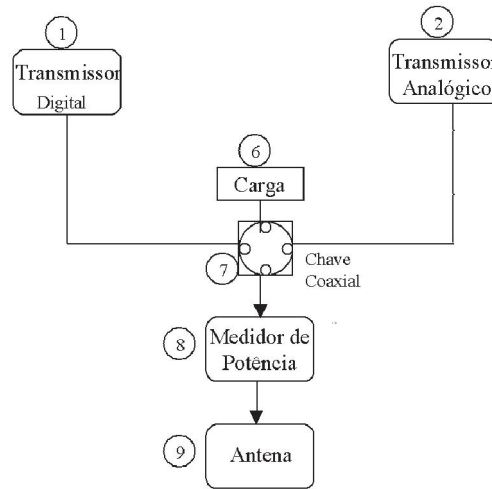 1
Transmissor
Digital
2
Transmissor
Analógico
6
Carga
7
Chave
Coaxial
8
Medidor de
Potência
9
Antena